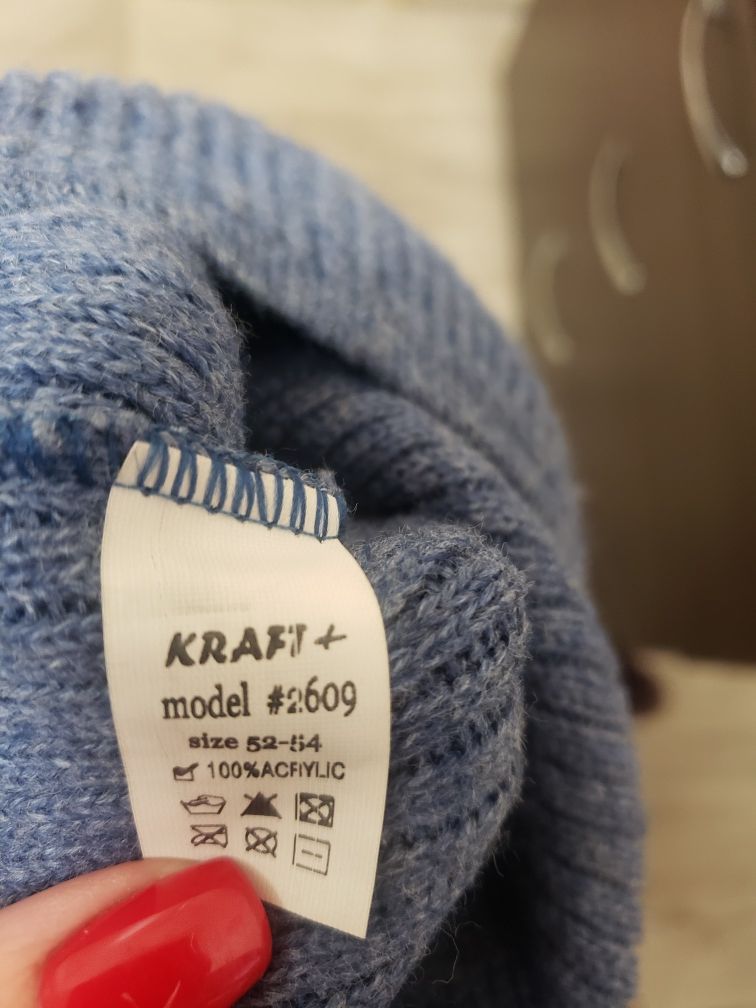 KRAFT+
model #2609
size 52-54
100%ACRYLIC